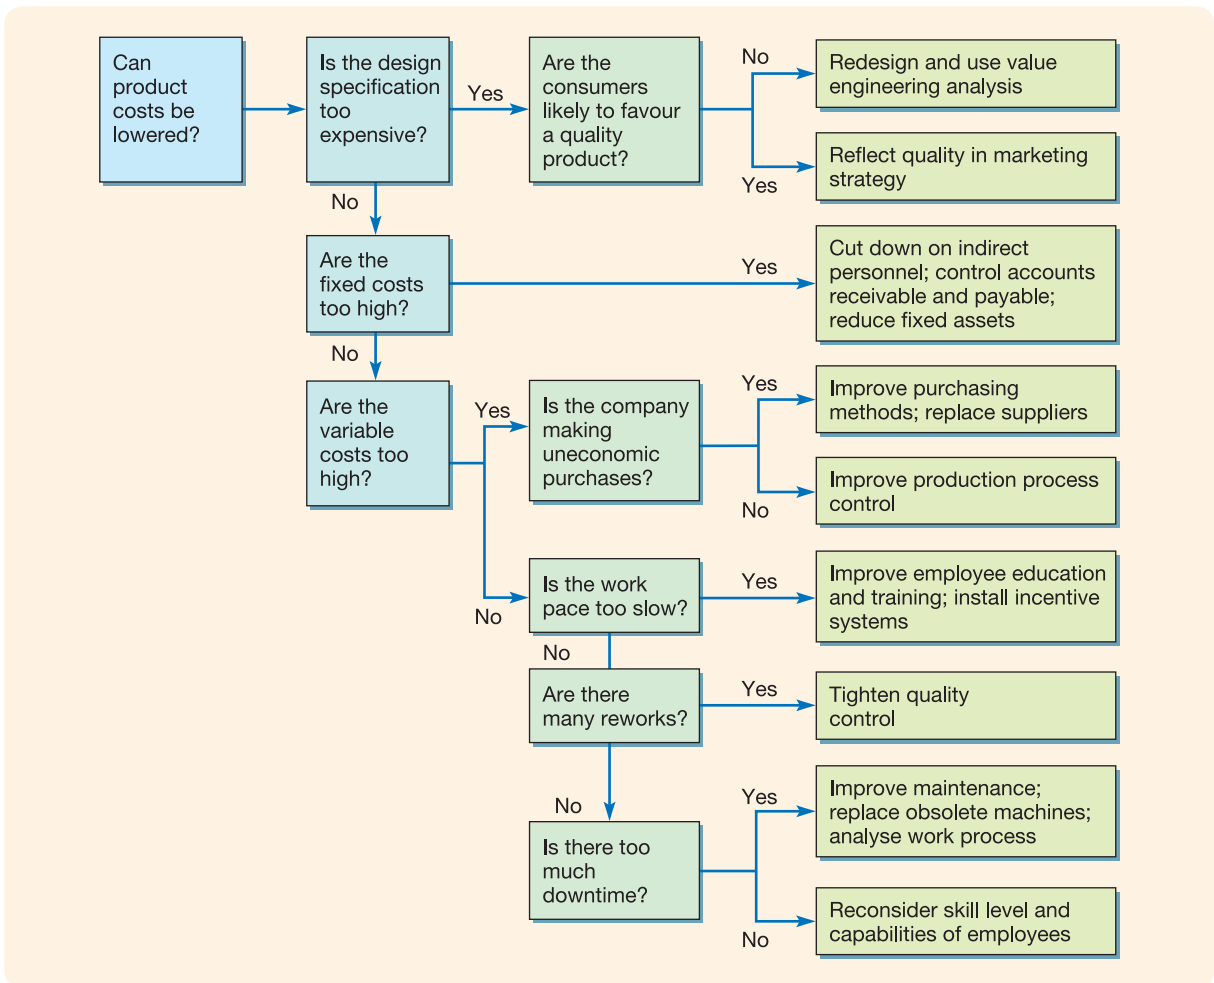 Can
product
costs be
lowered?
Is the design
specification
too
expensive?
Yes
Are the
consumers
likely to favour
a quality
product?
No
Redesign and use value
engineering analysis
Yes
Reflect quality in marketing
strategy
No
Are the
fixed costs
too high?
Yes
Cut down on indirect
personnel; control accounts
receivable and payable;
reduce fixed assets
No
Are the
variable
costs too
high?
Yes
Is the company
making
uneconomic
purchases?
Yes
Improve purchasing
methods; replace suppliers
No
Improve production process
control
No
Is the work
pace too slow?
Yes
Improve employee education
and training; install incentive
systems
No
Are there
many reworks?
Yes
Tighten quality
control
No
Is there too
much
downtime?
Yes
Improve maintenance;
replace obsolete machines;
analyse work process
No
Reconsider skill level and
capabilities of employees